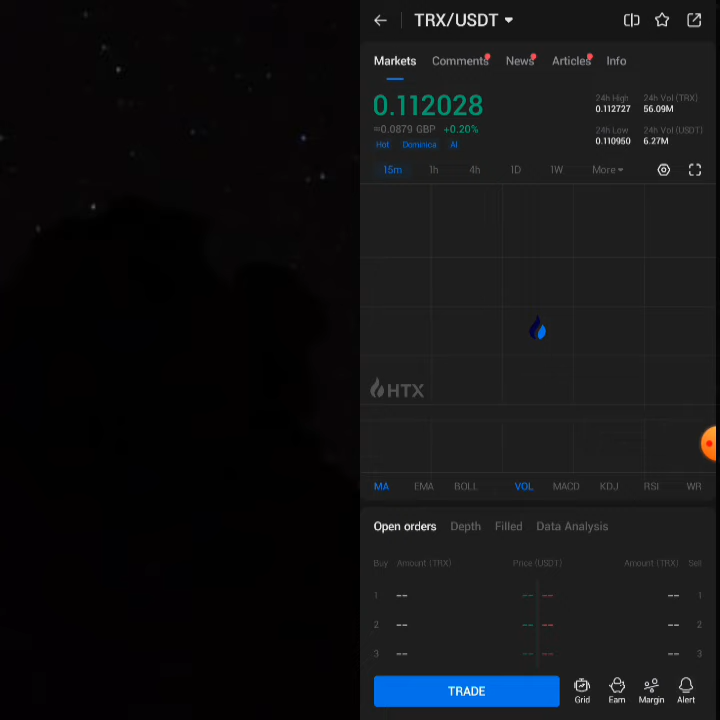 TRX/USDT
Markets Comments News Articles Info
0.112028
≈0.0879 GBP +0.20%
Hot Dominica AI
24h High 24h Vol (TRX)
0.112727 56.09M
24h Low 24h Vol (USDT)
0.110950 6.27M
15m 1h 4h 1D 1W More
HTX
MA EMA BOLL VOL MACD KDJ RSI WR
Open orders Depth Filled Data Analysis
Buy Amount (TRX) Price (USDT) Amount (TRX) Sell
1 -- -- -- -- 1
2 -- -- -- -- 2
3 -- -- -- -- 3
TRADE Grid Earn Margin Alert